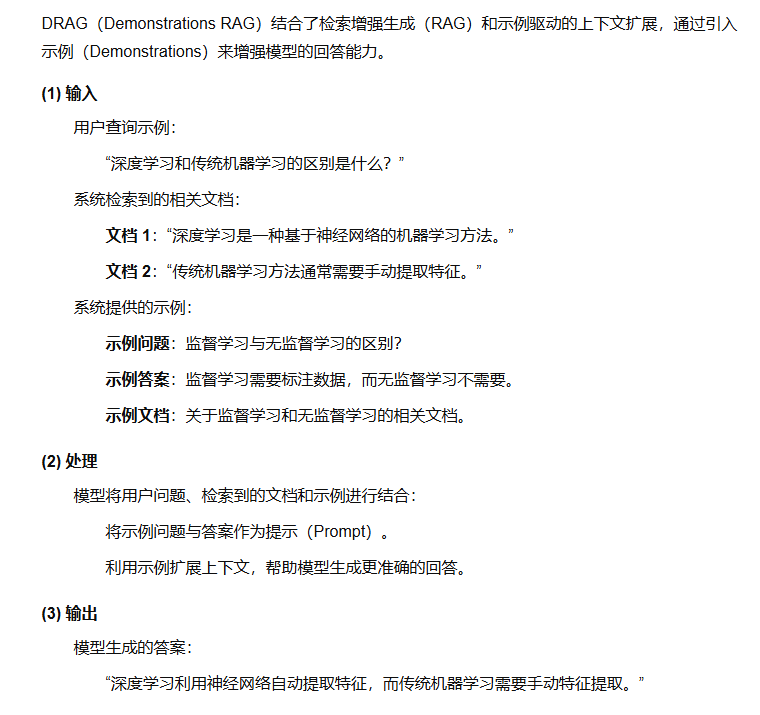 DRAG（Demonstrations RAG）结合了检索增强生成（RAG）和示例驱动的上下文扩展，通过引入
示例（Demonstrations）来增强模型的回答能力。
(1) 输入
用户查询示例：
“深度学习和传统机器学习的区别是什么？”
系统检索到的相关文档：
文档 1：“深度学习是一种基于神经网络的机器学习方法。”
文档 2：“传统机器学习方法通常需要手动提取特征。”
系统提供的示例：
示例问题：监督学习与无监督学习的区别？
示例答案：监督学习需要标注数据，而无监督学习不需要。
示例文档：关于监督学习和无监督学习的相关文档。
(2) 处理
模型将用户问题、检索到的文档和示例进行结合：
将示例问题与答案作为提示（Prompt）。
利用示例扩展上下文，帮助模型生成更准确的回答。
(3) 输出
模型生成的答案：
“深度学习利用神经网络自动提取特征，而传统机器学习需要手动特征提取。”